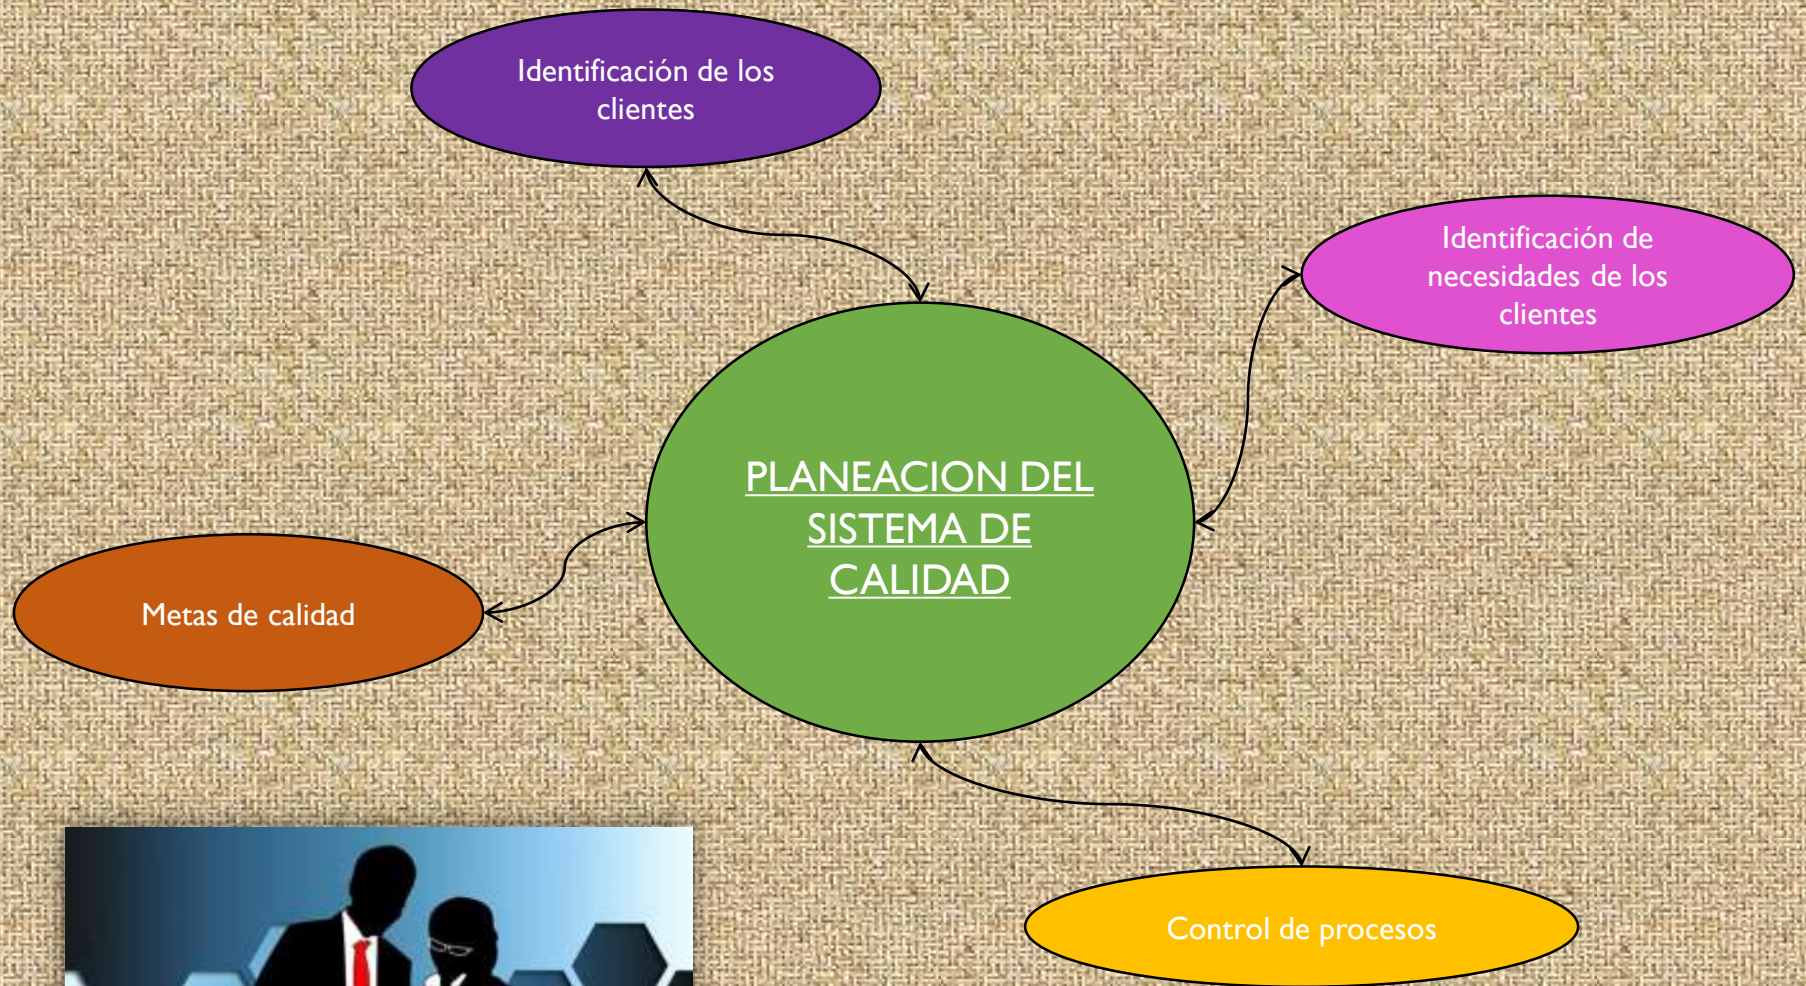 Identificación de los
clientes
Identificación de
necesidades de los
clientes
PLANEACION DEL
SISTEMA DE
CALIDAD
Metas de calidad
Control de procesos